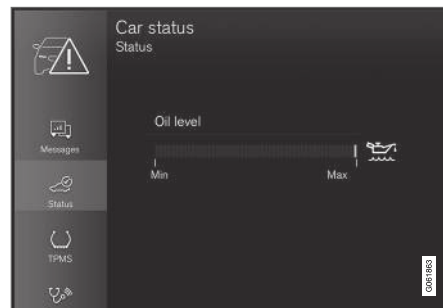 Car status
Status
Messages
Status
TPMS
Oil level
Min Max
G061863